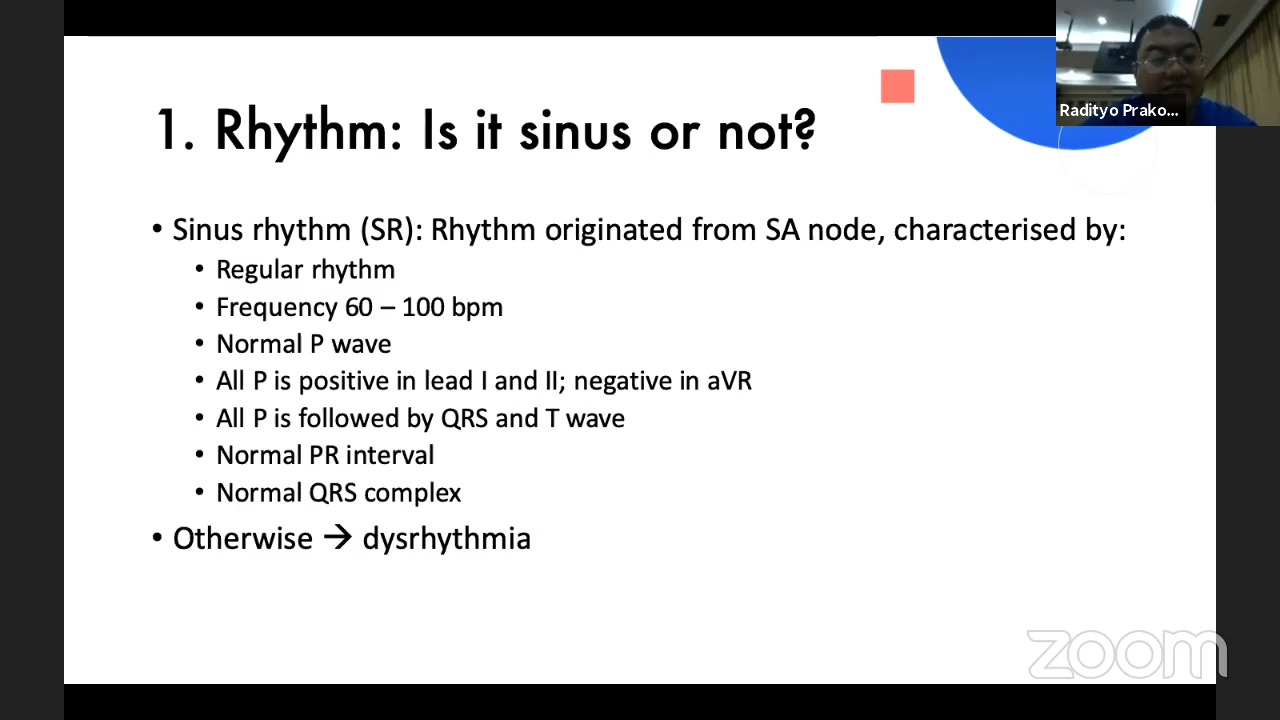 1. Rhythm: Is it sinus or not?
Radityo Prako...
• Sinus rhythm (SR): Rhythm originated from SA node, characterised by:
• Regular rhythm
• Frequency 60 – 100 bpm
• Normal P wave
• All P is positive in lead I and II; negative in aVR
• All P is followed by QRS and T wave
• Normal PR interval
• Normal QRS complex
• Otherwise → dysrhythmia
zoom